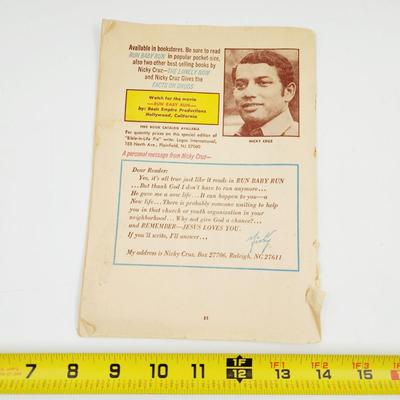 Available in bookstores. Be sure to read
RUN BABY RUN in popular pocket-size,
also two other best selling books by
Nicky Cruz—THE LONELY NOW
and Nicky Cruz Gives the
FACTS ON DRUGS
Watch for the movie
—RUN BABY RUN—
by: Basic Empire Productions
Hollywood, California
FREE BOOK CATALOG AVAILABLE
For quantity prices on this special edition of
"Bible-in-Life Pix" write: Logos International,
185 North Ave., Plainfield, NJ 07060
NICKY CRUZ
A personal message from Nicky Cruz—
Dear Reader:
Yes, it's all true just like it reads in RUN BABY RUN
...But thank God I don't have to run anymore...
He gave me a new life... It can happen to you—a
New life... There is probably someone waiting to help
you in that church or youth organization in your
neighborhood... Why not give God a chance?...
and REMEMBER—JESUS LOVES YOU.
If you'll write, I'll answer...
Nicky
My address is Nicky Cruz, Box 27706, Raleigh, NC 27611
7 8 9 10 11 1F 12 1F1 13 1F2 14 1F3 15